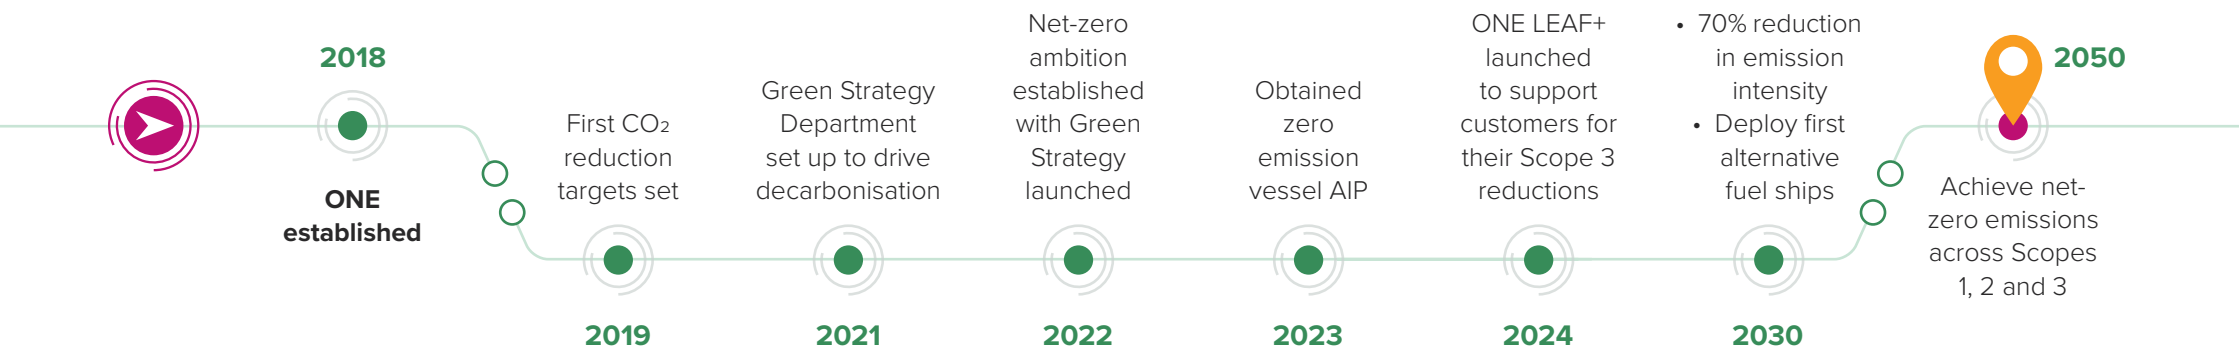 2018
ONE
established
First CO₂
reduction
targets set
2019
Green Strategy
Department
set up to drive
decarbonisation
2021
Net-zero
ambition
established
with Green
Strategy
launched
2022
Obtained
zero
emission
vessel AIP
2023
ONE LEAF+
launched
to support
customers for
their Scope 3
reductions
2024
• 70% reduction
in emission
intensity
• Deploy first
alternative
fuel ships
2030
2050
Achieve net-
zero emissions
across Scopes
1, 2 and 3